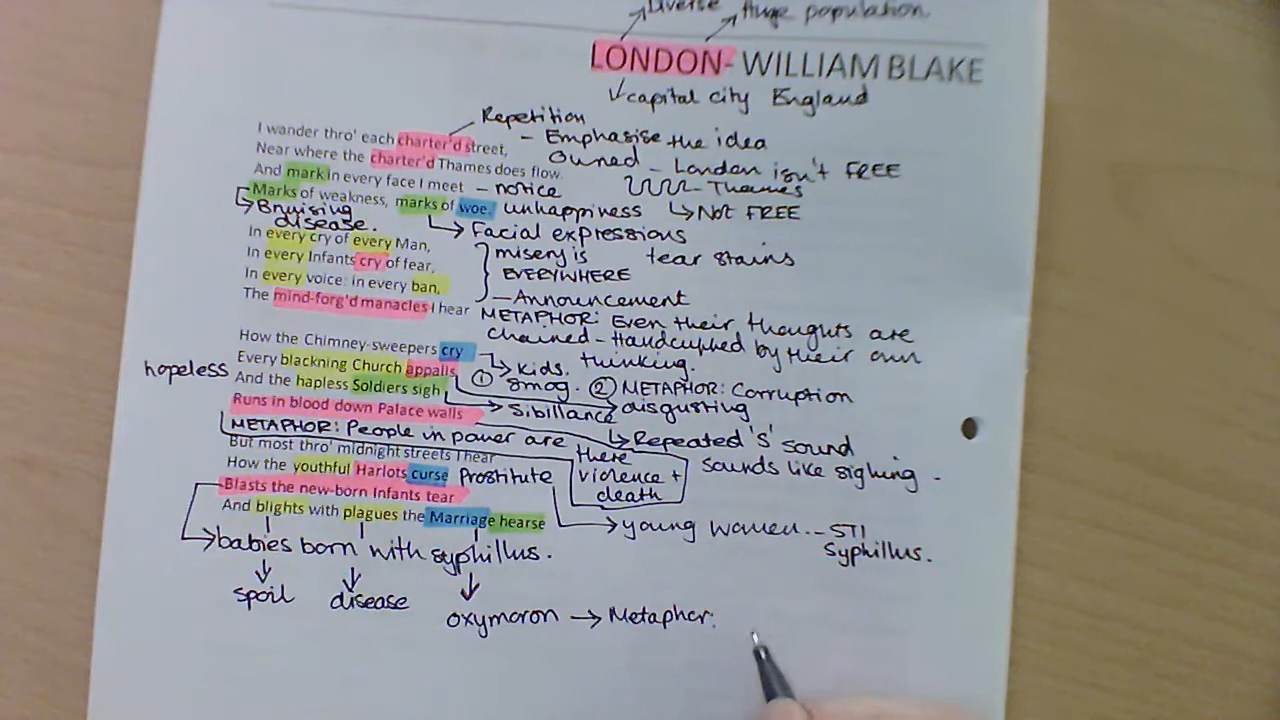 Diverse Huge population
LONDON- WILLIAM BLAKE
capital city England
Repetition
I wander thro' each charter'd street, - Emphasise the idea
Near where the charter'd Thames does flow. Owned - London isn't FREE
And mark in every face I meet - notice Thames
Marks of weakness, marks of woe. unhappiness Not FREE
Bruising
disease. Facial expressions
In every cry of every Man, misery is tear stains
In every Infants cry of fear, EVERYWHERE
In every voice: in every ban, - Announcement
The mind-forg'd manacles I hear METAPHOR: Even their thoughts are
chained - Handcuphed by their own
How the Chimney-sweepers cry Kids. thinking.
hopeless Every blackning Church appalls ① Smog. ② METAPHOR: Corruption
And the hapless Soldiers sigh Sibillance disgusting
Runs in blood down Palace walls Repeated 's' sound
METAPHOR: People in power are there sounds like sighing -
But most thro' midnight streets I hear violence +
How the youthful Harlots curse Prostitute death
Blasts the new-born Infants tear
And blights with plagues the Marriage hearse young women -- STI
babies born with syphillus. Syphillus.
spoil disease oxymoron → Metaphor: